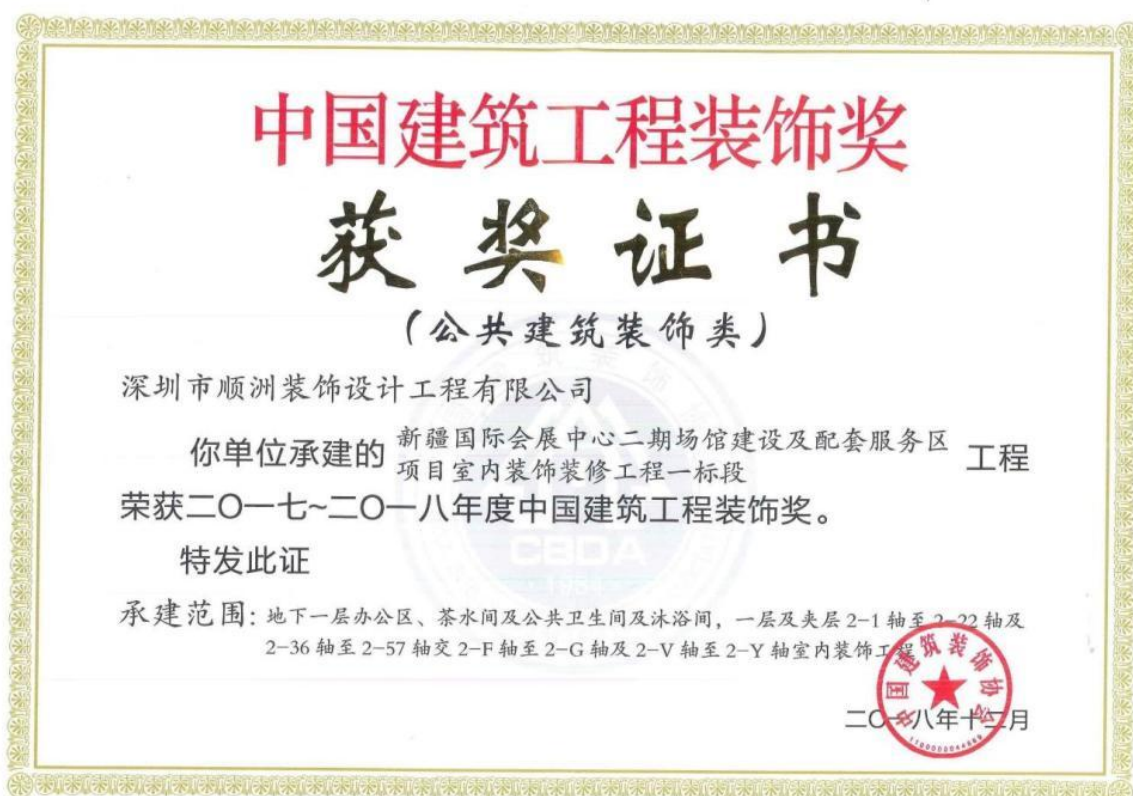 中国建筑工程装饰奖
获奖证书
(公共建筑装饰类)
深圳市顺洲装饰设计工程有限公司
你单位承建的 新疆国际会展中心二期场馆建设及配套服务区 工程
项目室内装饰装修工程一标段
荣获二〇一七~二〇一八年度中国建筑工程装饰奖。
特发此证
承建范围:地下一层办公区、茶水间及公共卫生间及沐浴间,一层及夹层2-1轴至2-22轴及
2-36轴至2-57轴交2-F轴至2-G轴及2-V轴至2-Y轴室内装饰工程
二〇一八年十二月
中国建筑装饰协会
CBDA